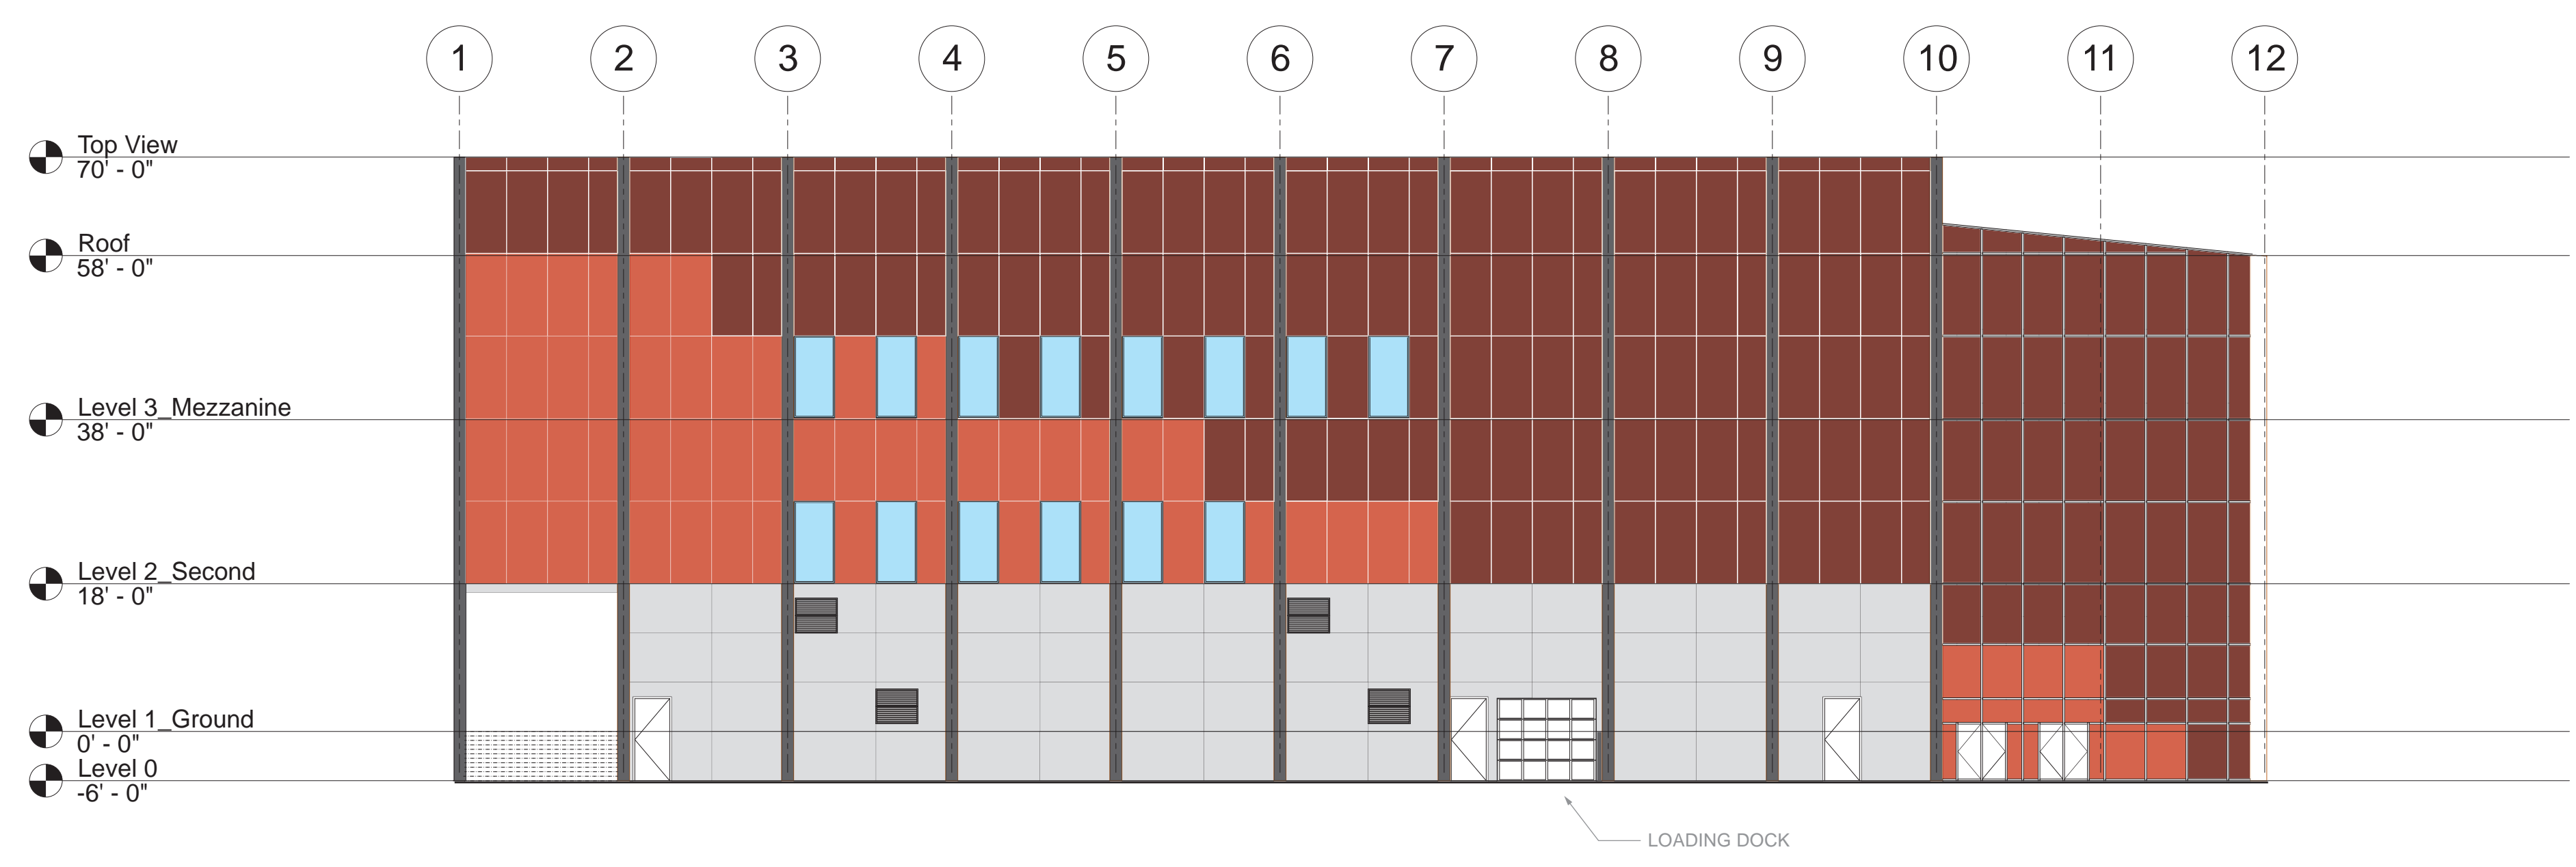 1 2 3 4 5 6 7 8 9 10 11 12
Top View
70' - 0"
Roof
58' - 0"
Level 3_Mezzanine
38' - 0"
Level 2_Second
18' - 0"
Level 1_Ground
0' - 0"
Level 0
-6' - 0"
LOADING DOCK